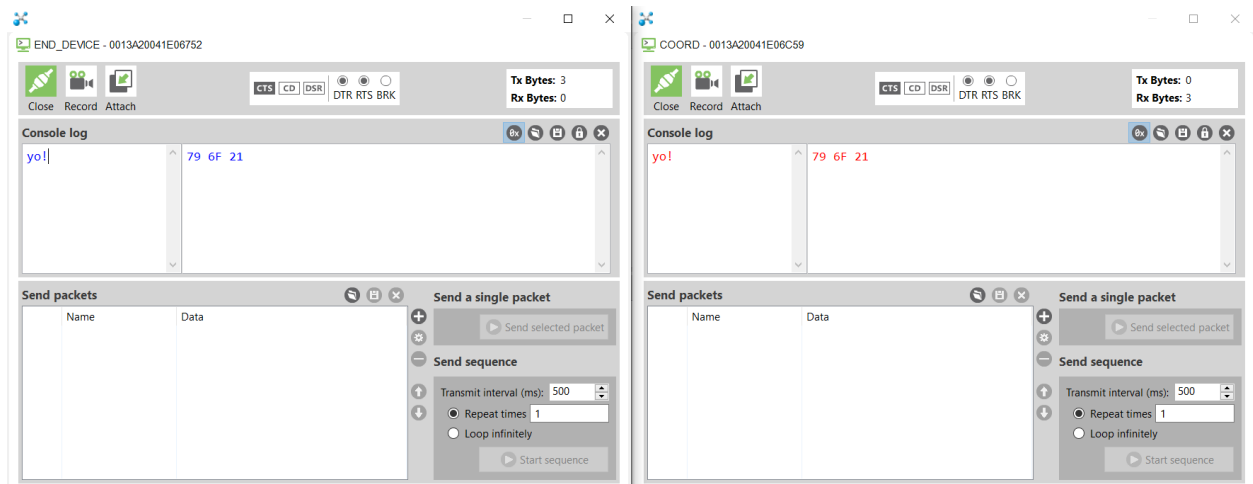 END_DEVICE - 0013A20041E06752
Close Record Attach
CTS CD DSR
DTR RTS BRK
Tx Bytes: 3
Rx Bytes: 0
Console log
0x
yo!
79 6F 21
Send packets
Name Data
Send a single packet
Send selected packet
Send sequence
Transmit interval (ms): 500
Repeat times 1
Loop infinitely
Start sequence
COORD - 0013A20041E06C59
Close Record Attach
CTS CD DSR
DTR RTS BRK
Tx Bytes: 0
Rx Bytes: 3
Console log
0x
yo!
79 6F 21
Send packets
Name Data
Send a single packet
Send selected packet
Send sequence
Transmit interval (ms): 500
Repeat times 1
Loop infinitely
Start sequence